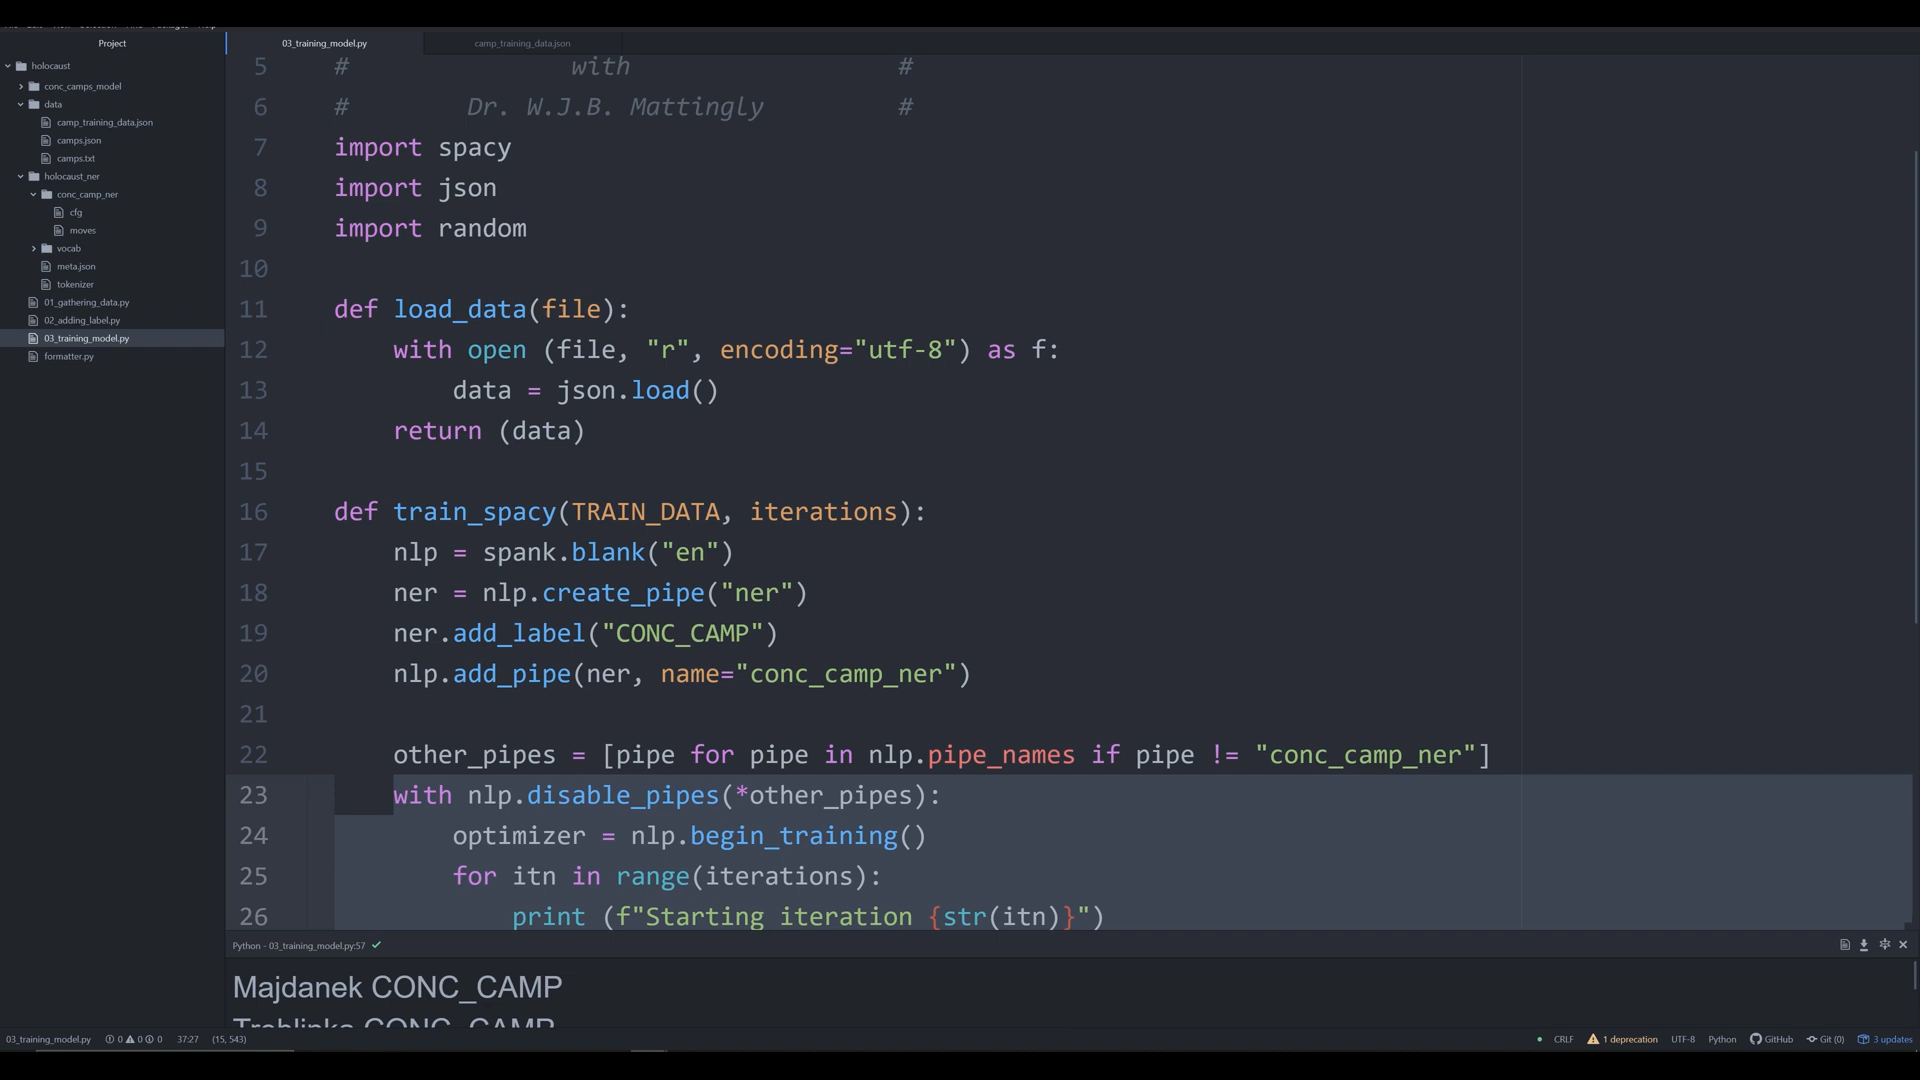 Project
03_training_model.py
camp_training_data.json
holocaust
conc_camps_model
data
camp_training_data.json
camps.json
camps.txt
holocaust_ner
conc_camp_ner
cfg
moves
vocab
meta.json
tokenizer
01_gathering_data.py
02_adding_label.py
03_training_model.py
formatter.py
5 # with #
6 # Dr. W.J.B. Mattingly #
7 import spacy
8 import json
9 import random
10
11 def load_data(file):
12 with open (file, "r", encoding="utf-8") as f:
13 data = json.load()
14 return (data)
15
16 def train_spacy(TRAIN_DATA, iterations):
17 nlp = spank.blank("en")
18 ner = nlp.create_pipe("ner")
19 ner.add_label("CONC_CAMP")
20 nlp.add_pipe(ner, name="conc_camp_ner")
21
22 other_pipes = [pipe for pipe in nlp.pipe_names if pipe != "conc_camp_ner"]
23 with nlp.disable_pipes(*other_pipes):
24 optimizer = nlp.begin_training()
25 for itn in range(iterations):
26 print (f"Starting iteration {str(itn)}")
Python - 03_training_model.py:57
Majdanek CONC_CAMP
Treblinka CONC_CAMP
03_training_model.py 0 0 0 37:27 (15, 543) CRLF 1 deprecation UTF-8 Python GitHub Git (0) 3 updates